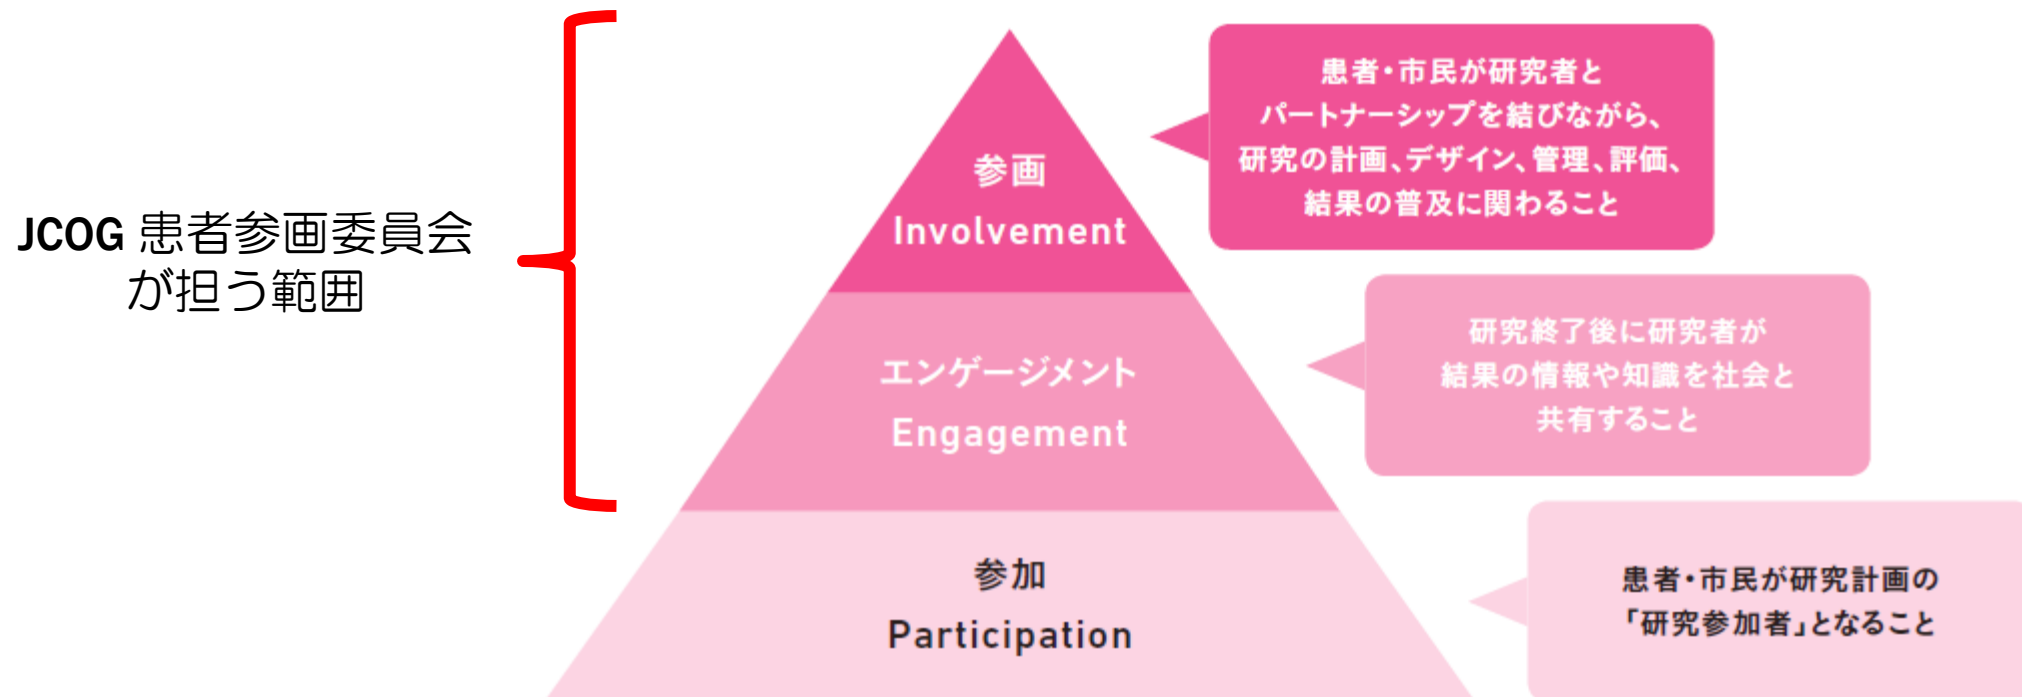 JCOG 患者参画委員会
が担う範囲
参画
Involvement
患者・市民が研究者と
パートナーシップを結びながら、
研究の計画、デザイン、管理、評価、
結果の普及に関わること
エンゲージメント
Engagement
研究終了後に研究者が
結果の情報や知識を社会と
共有すること
参加
Participation
患者・市民が研究計画の
「研究参加者」となること